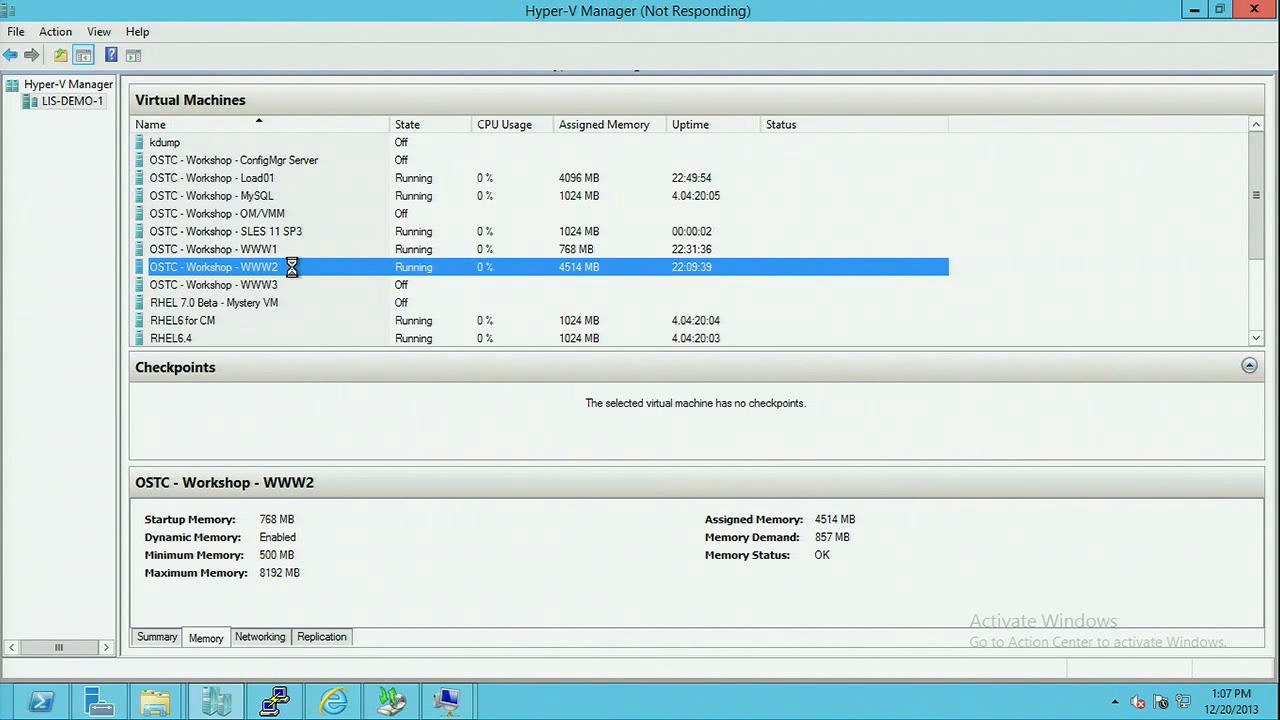 Hyper-V Manager (Not Responding)
File Action View Help
Hyper-V Manager
LIS-DEMO-1
Virtual Machines
Name State CPU Usage Assigned Memory Uptime Status
kdump Off
OSTC - Workshop - ConfigMgr Server Off
OSTC - Workshop - Load01 Running 0 % 4096 MB 22:49:54
OSTC - Workshop - MySQL Running 0 % 1024 MB 4.04:20:05
OSTC - Workshop - OM/VMM Off
OSTC - Workshop - SLES 11 SP3 Running 0 % 1024 MB 00:00:02
OSTC - Workshop - WWW1 Running 0 % 768 MB 22:31:36
OSTC - Workshop - WWW2 Running 0 % 4514 MB 22:09:39
OSTC - Workshop - WWW3 Off
RHEL 7.0 Beta - Mystery VM Off
RHEL6 for CM Running 0 % 1024 MB 4.04:20:04
RHEL6.4 Running 0 % 1024 MB 4.04:20:03
Checkpoints
The selected virtual machine has no checkpoints.
OSTC - Workshop - WWW2
Startup Memory: 768 MB Assigned Memory: 4514 MB
Dynamic Memory: Enabled Memory Demand: 857 MB
Minimum Memory: 500 MB Memory Status: OK
Maximum Memory: 8192 MB
Activate Windows
Go to Action Center to activate Windows.
Summary Memory Networking Replication
1:07 PM
12/20/2013